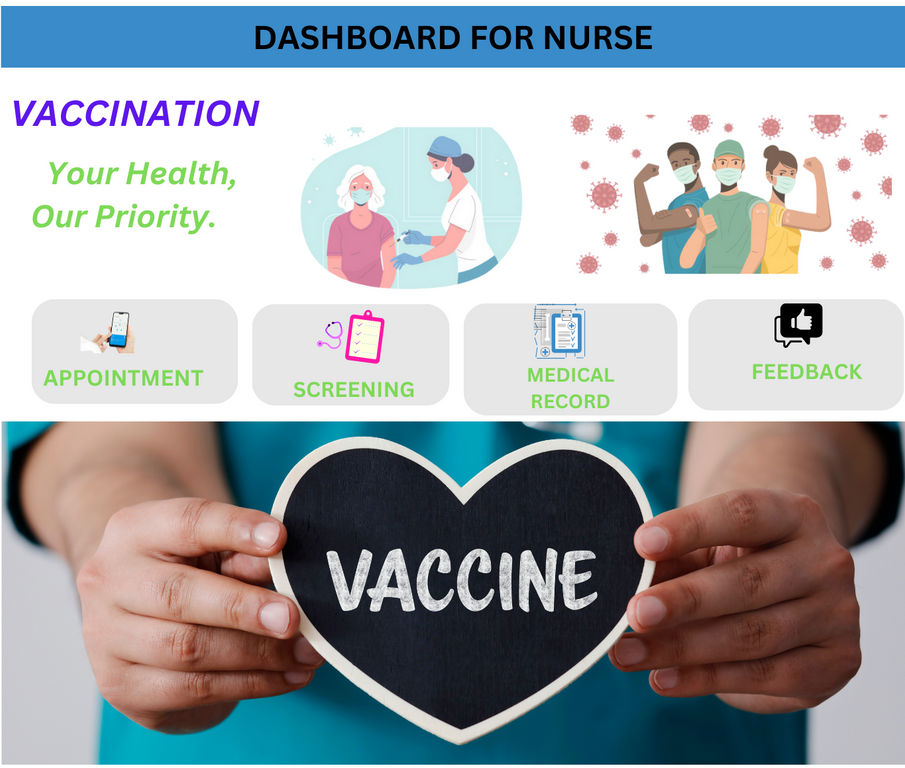 DASHBOARD FOR NURSE
VACCINATION
Your Health,
Our Priority.
APPOINTMENT
SCREENING
MEDICAL
RECORD
FEEDBACK
VACCINE